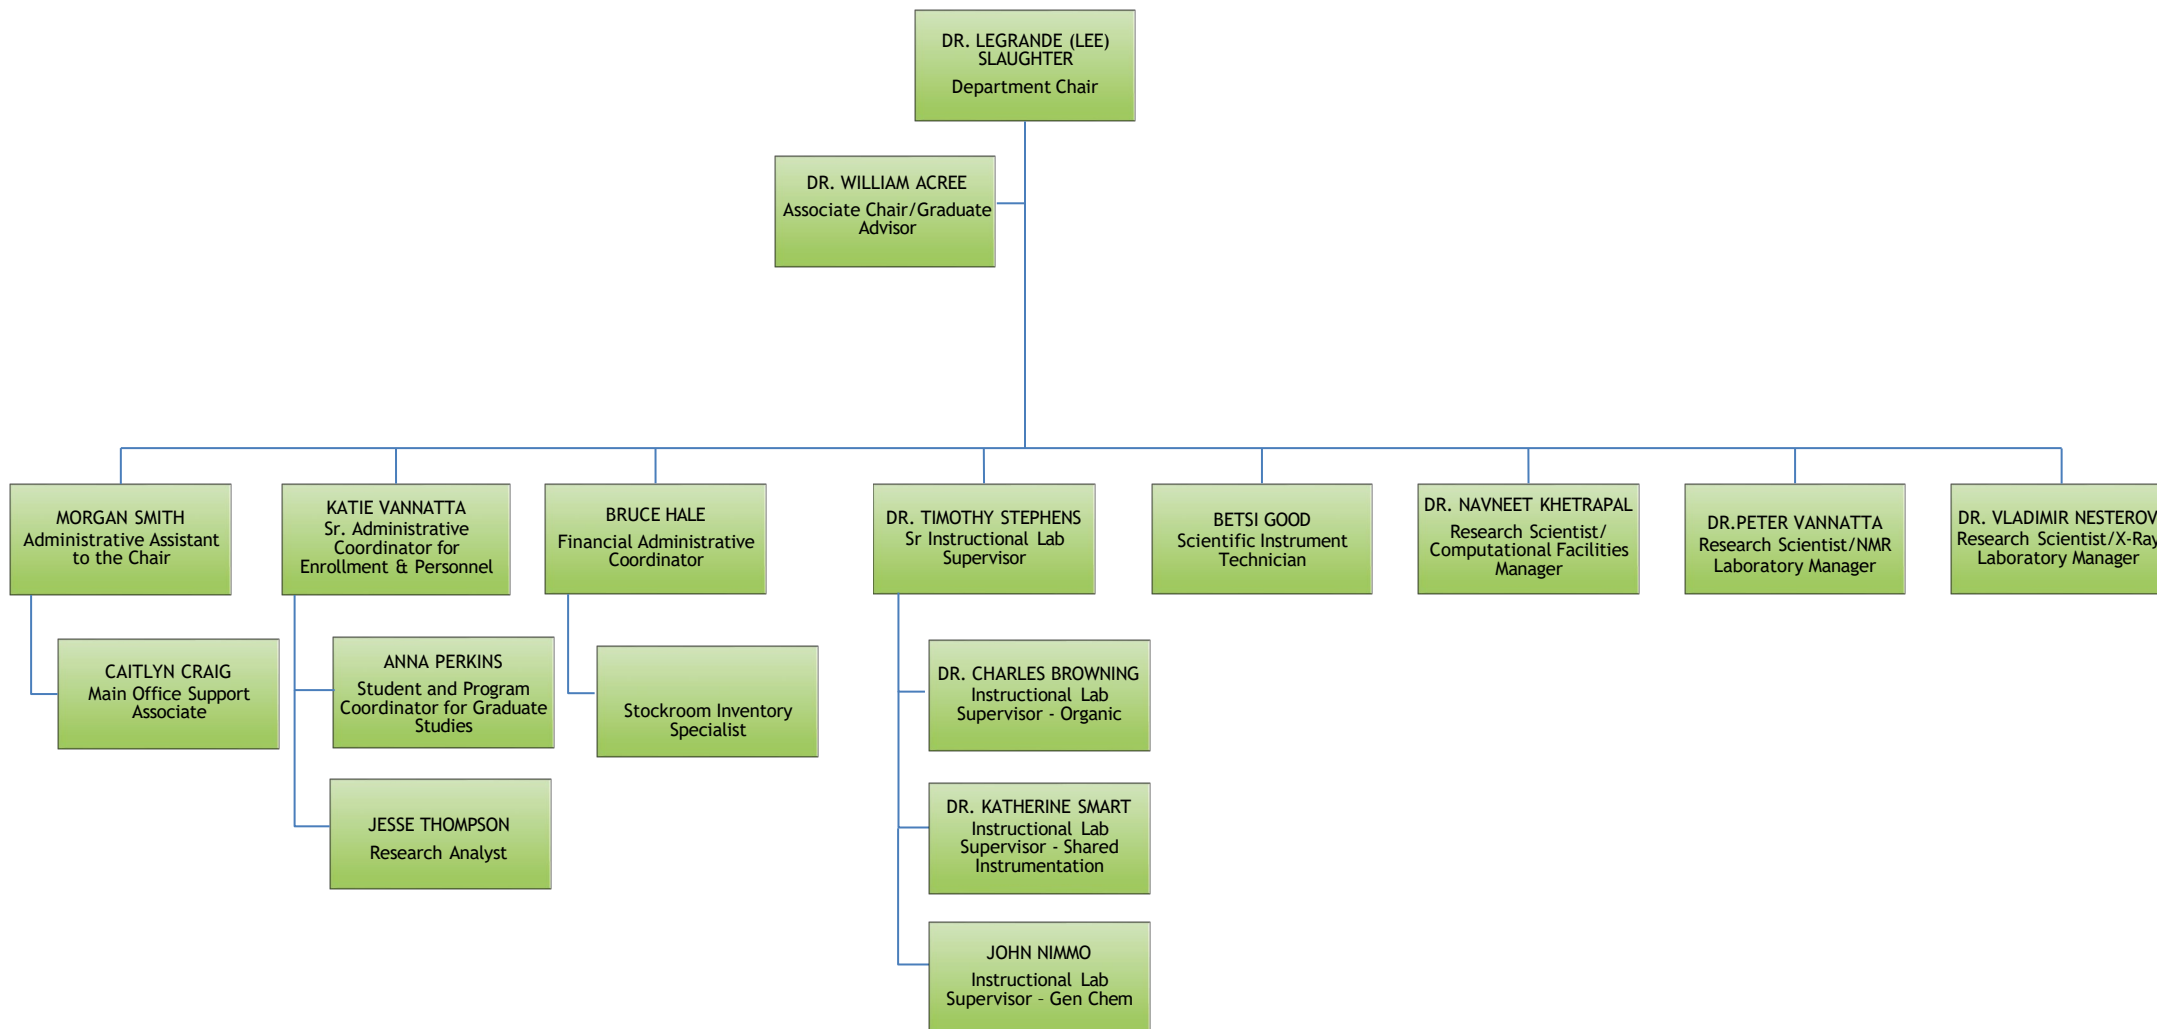 DR. LEGRANDE (LEE)
SLAUGHTER
Department Chair
DR. WILLIAM ACREE
Associate Chair/Graduate
Advisor
MORGAN SMITH
Administrative Assistant
to the Chair
KATIE VANNATTA
Sr. Administrative
Coordinator for
Enrollment & Personnel
BRUCE HALE
Financial Administrative
Coordinator
DR. TIMOTHY STEPHENS
Sr Instructional Lab
Supervisor
BETSI GOOD
Scientific Instrument
Technician
DR. NAVNEET KHETRAPAL
Research Scientist/
Computational Facilities
Manager
DR.PETER VANNATTA
Research Scientist/NMR
Laboratory Manager
DR. VLADIMIR NESTEROV
Research Scientist/X-Ray
Laboratory Manager
CAITLYN CRAIG
Main Office Support
Associate
ANNA PERKINS
Student and Program
Coordinator for Graduate
Studies
JESSE THOMPSON
Research Analyst
Stockroom Inventory
Specialist
DR. CHARLES BROWNING
Instructional Lab
Supervisor - Organic
DR. KATHERINE SMART
Instructional Lab
Supervisor - Shared
Instrumentation
JOHN NIMMO
Instructional Lab
Supervisor – Gen Chem